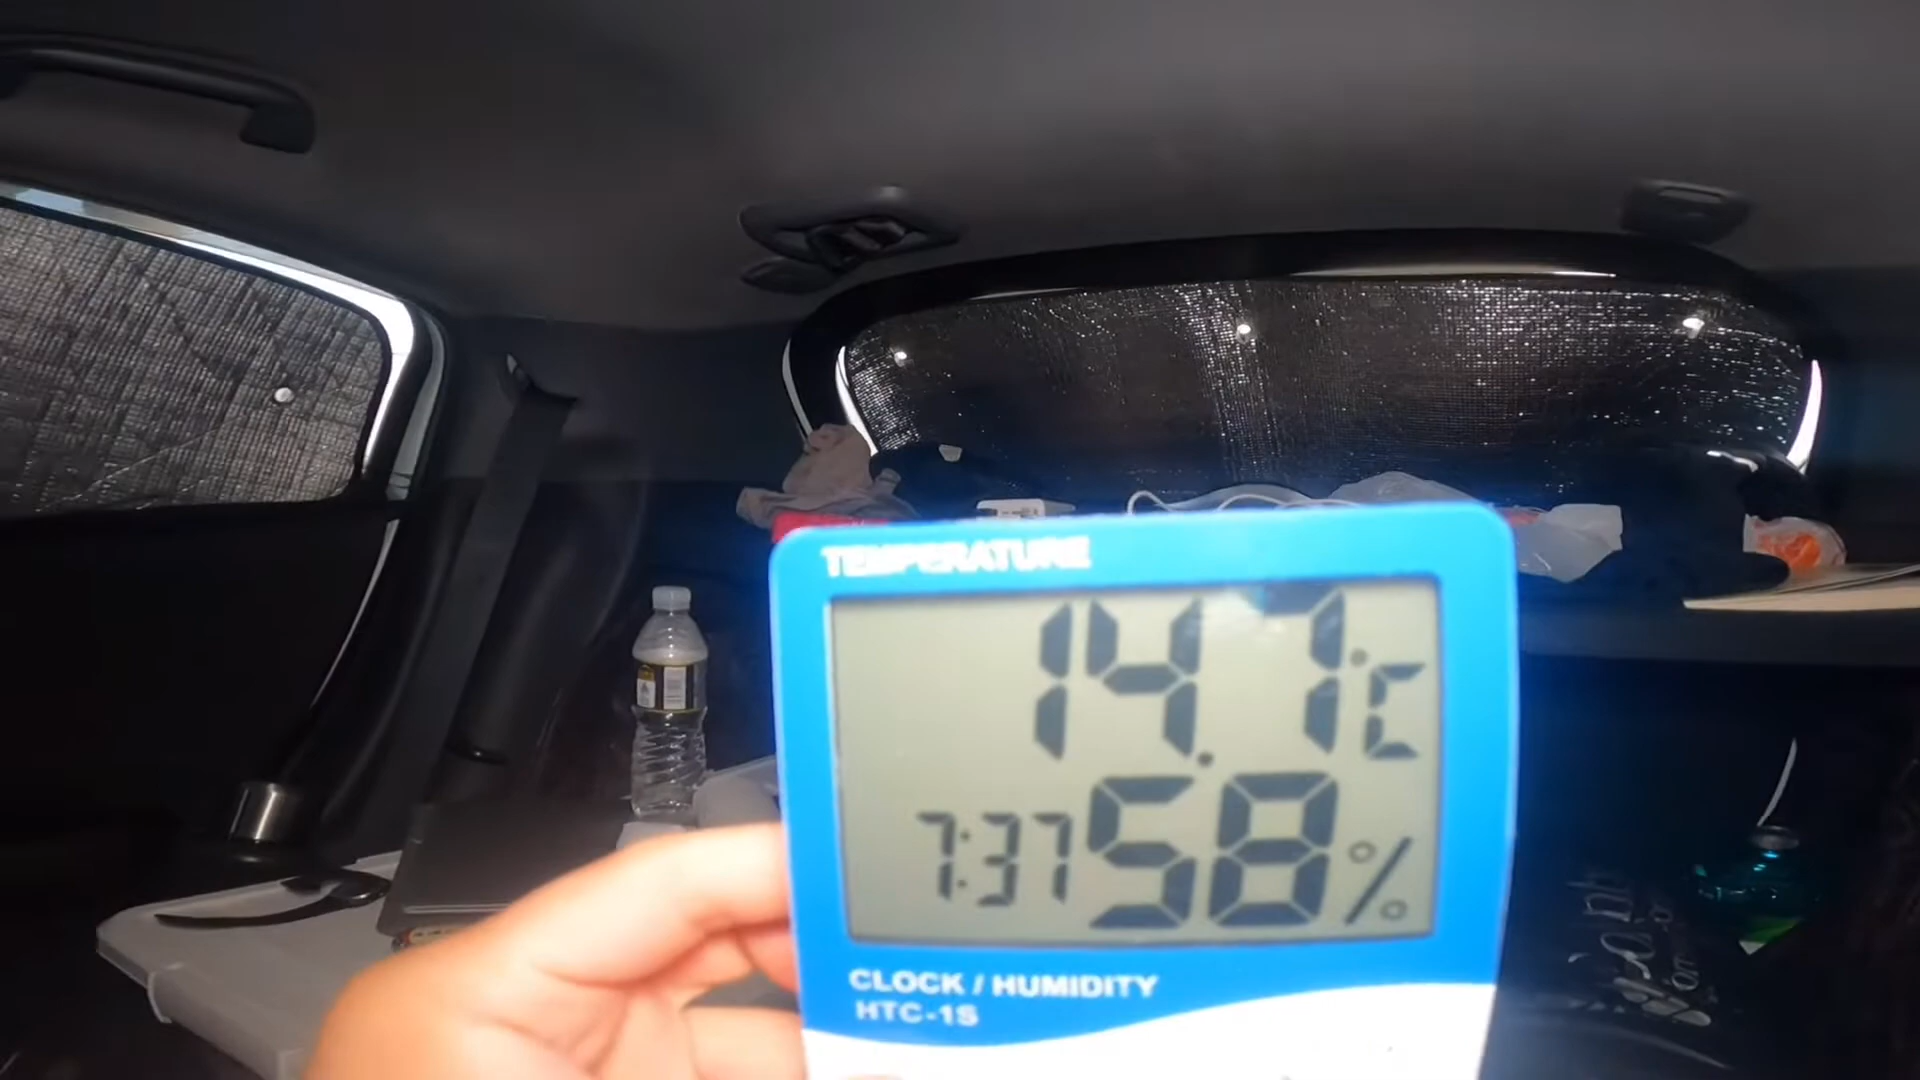 TEMPERATURE
14.7°C
7:37 58%
CLOCK / HUMIDITY
HTC-1S